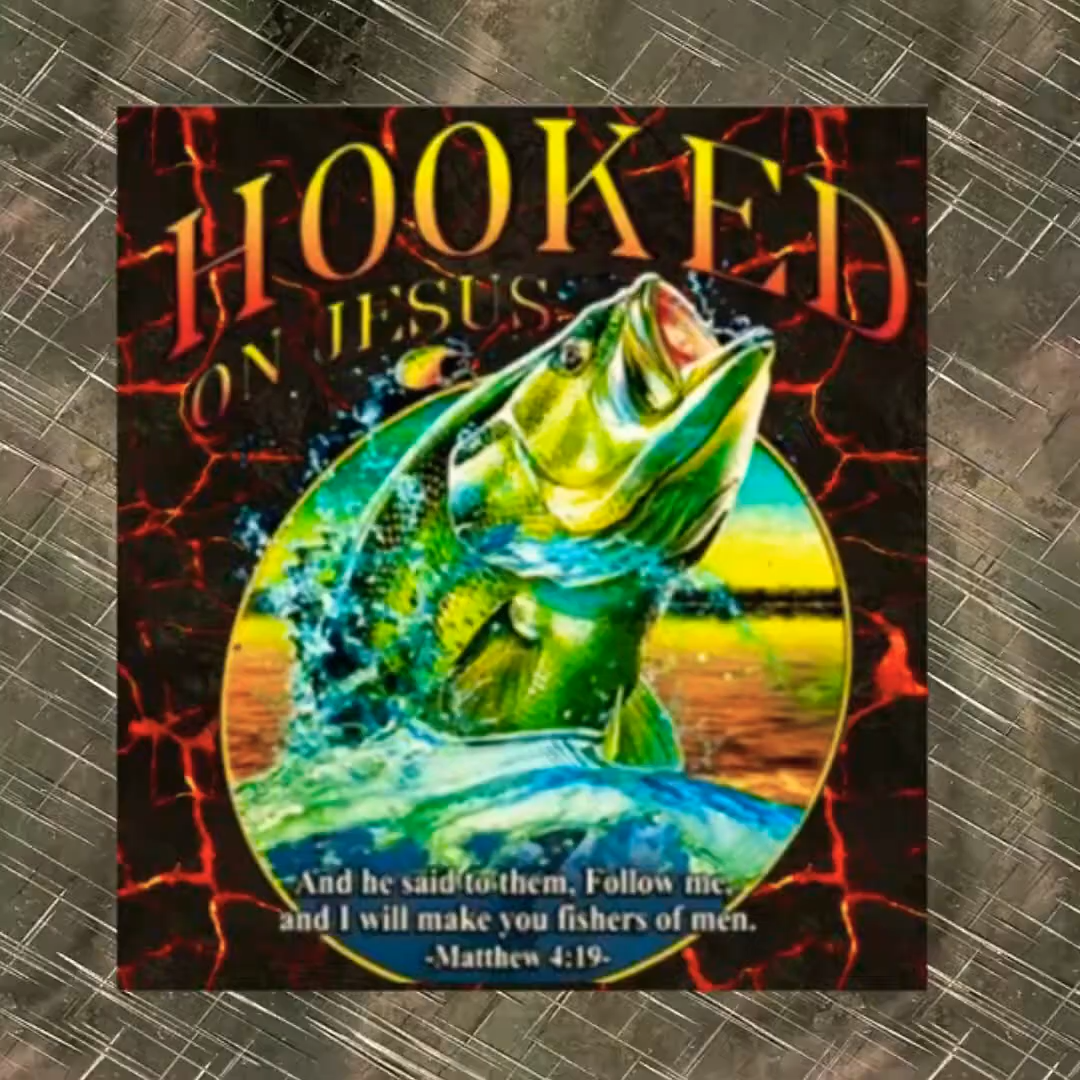 HOOKED
ON JESUS
And he said to them, Follow me,
and I will make you fishers of men.
-Matthew 4:19-